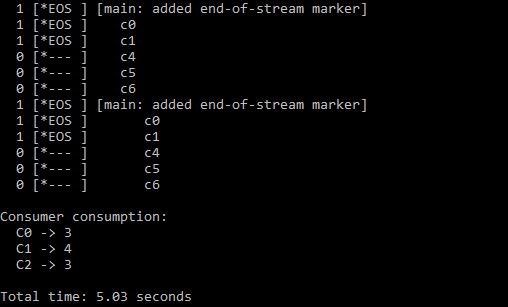 1 [*EOS ] [main: added end-of-stream marker]
1 [*EOS ]    c0
1 [*EOS ]    c1
0 [*--- ]    c4
0 [*--- ]    c5
0 [*--- ]    c6
1 [*EOS ] [main: added end-of-stream marker]
1 [*EOS ]       c0
1 [*EOS ]       c1
0 [*--- ]       c4
0 [*--- ]       c5
0 [*--- ]       c6
Consumer consumption:
C0 -> 3
C1 -> 4
C2 -> 3
Total time: 5.03 seconds